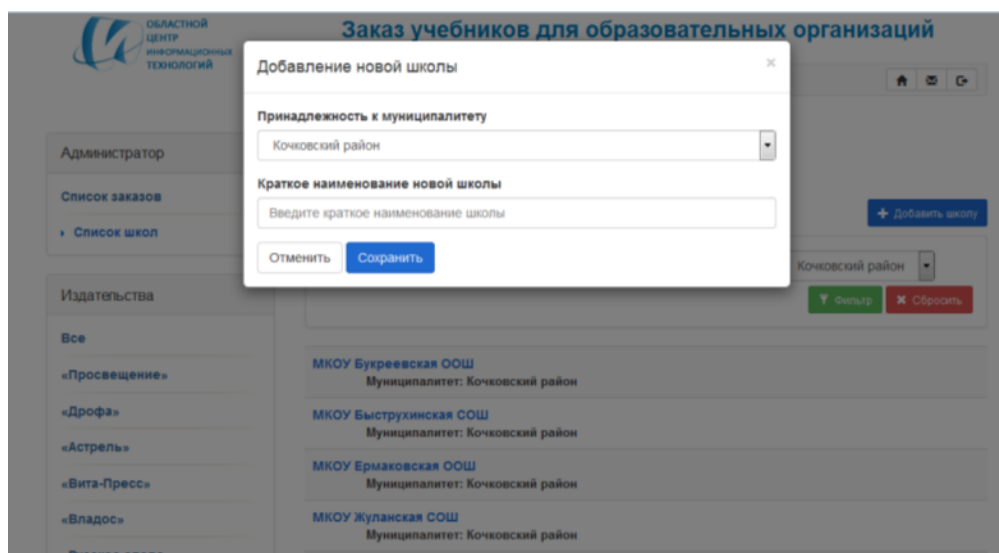 ОБЛАСТНОЙ
ЦЕНТР
ИНФОРМАЦИОННЫХ
ТЕХНОЛОГИЙ
Заказ учебников для образовательных организаций
Добавление новой школы
×
Принадлежность к муниципалитету
Кочковский район
Краткое наименование новой школы
Введите краткое наименование школы
Отменить
Сохранить
Администратор
Список заказов
Список школ
Добавить школу
Кочковский район
Фильтр
Сбросить
Издательства
Все
«Просвещение»
«Дрофа»
«Астрель»
«Вита-Пресс»
«Владос»
МКОУ Букреевская ООШ
Муниципалитет: Кочковский район
МКОУ Быструхинская СОШ
Муниципалитет: Кочковский район
МКОУ Ермаковская ООШ
Муниципалитет: Кочковский район
МКОУ Жуланская СОШ
Муниципалитет: Кочковский район